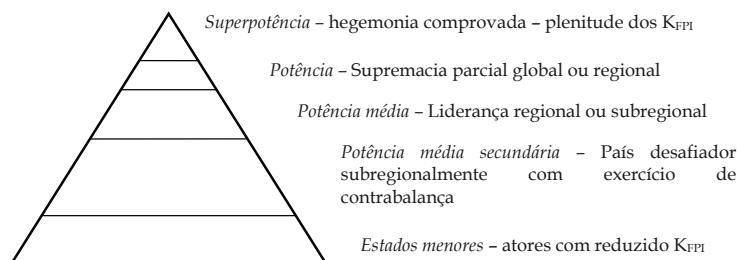 Superpotência – hegemonia comprovada – plenitude dos KFPI
Potência – Supremacia parcial global ou regional
Potência média – Liderança regional ou subregional
Potência média secundária – País desafiador
subregionalmente com exercício de
contrabalança
Estados menores – atores com reduzido KFPI